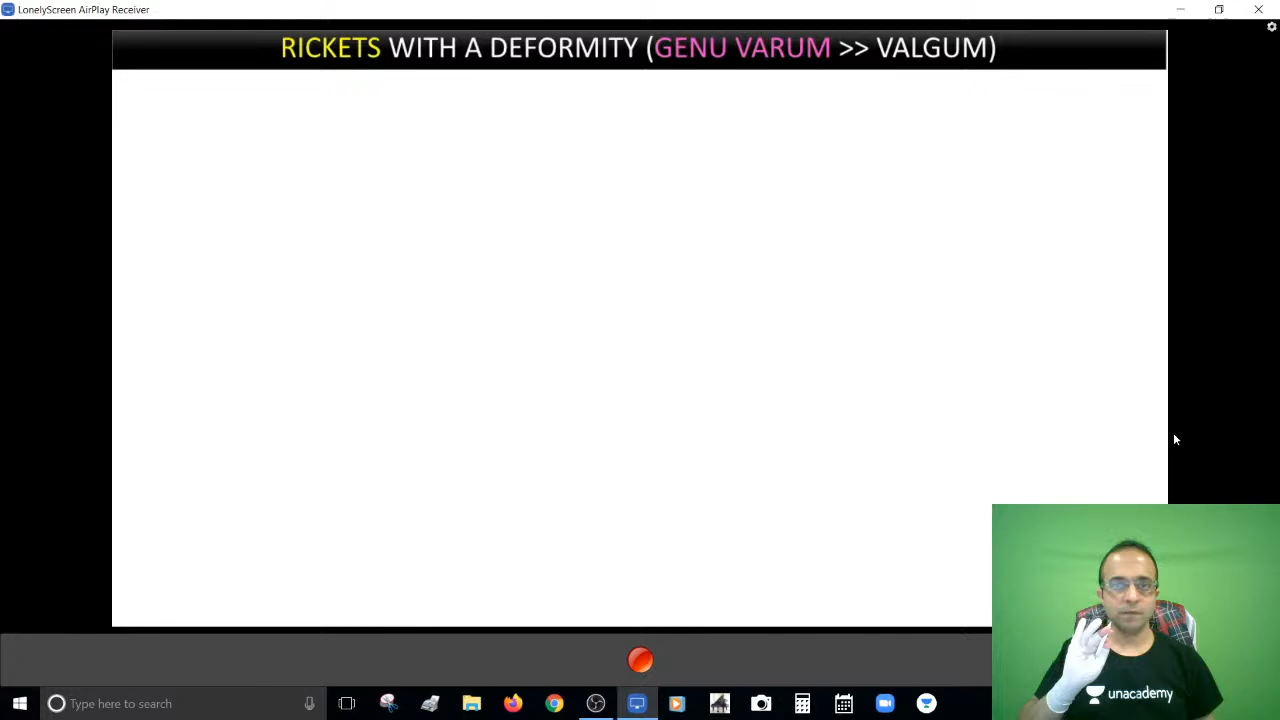 LonelyScreen AirPlay Receiver
RICKETS WITH A DEFORMITY (GENU VARUM >> VALGUM)
unacademy
Type here to search